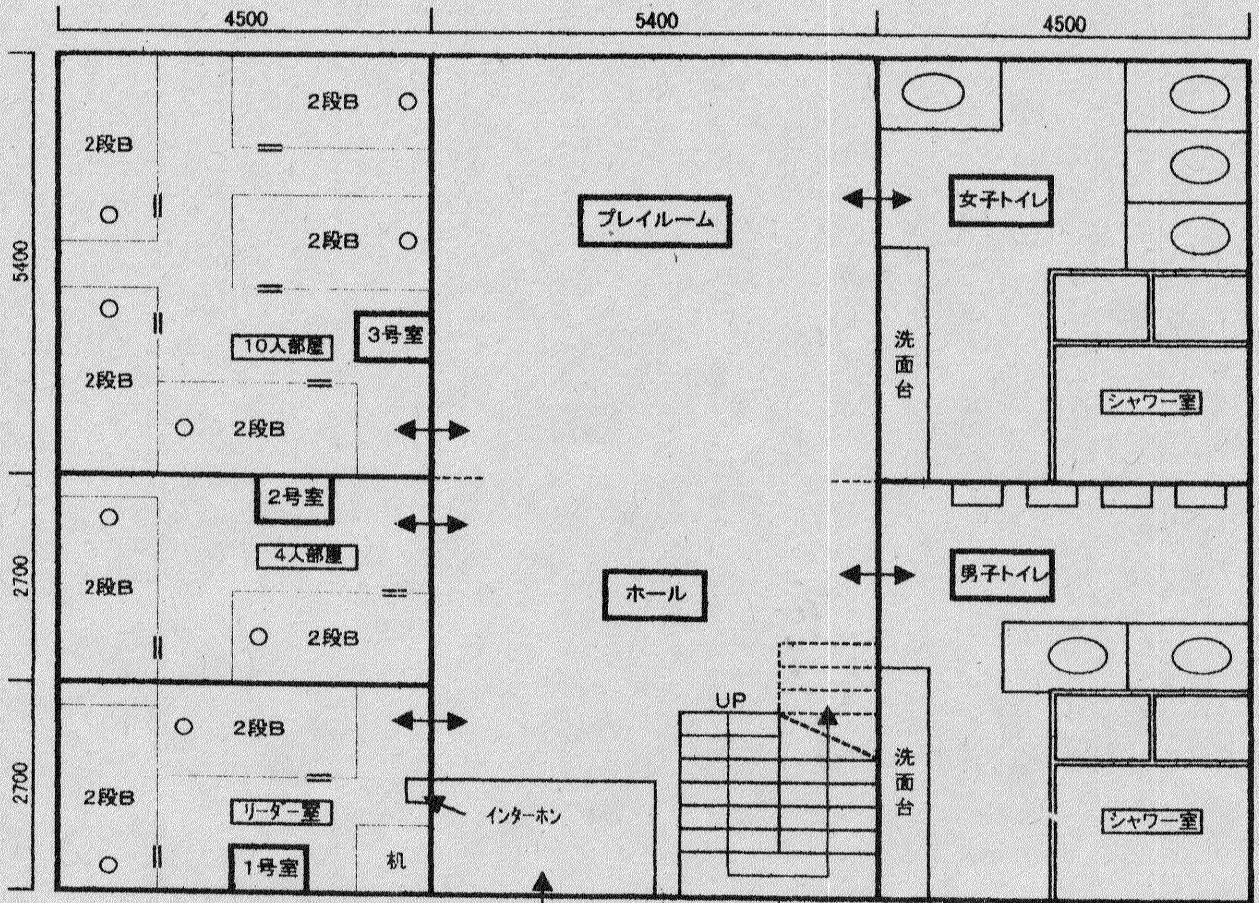 4500
5400
4500
5400
2700
2700
2段B
2段B
2段B
2段B
2段B
10人部屋
3号室
プレイルーム
女子トイレ
洗面台
シャワー室
2号室
4人部屋
2段B
2段B
ホール
男子トイレ
UP
2段B
2段B
リーダー室
1号室
机
インターホン
洗面台
シャワー室